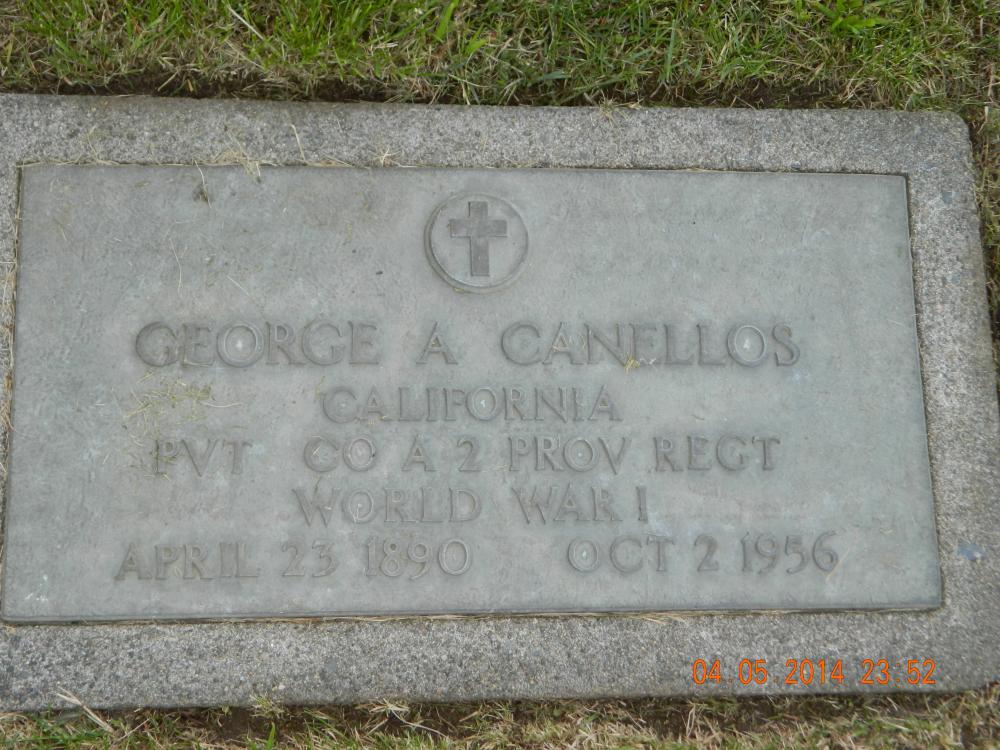 GEORGE A CANELLOS
CALIFORNIA
PVT CO A 2 PROV REGT
WORLD WAR I
APRIL 23 1890 OCT 2 1956
04 05 2014 23:52